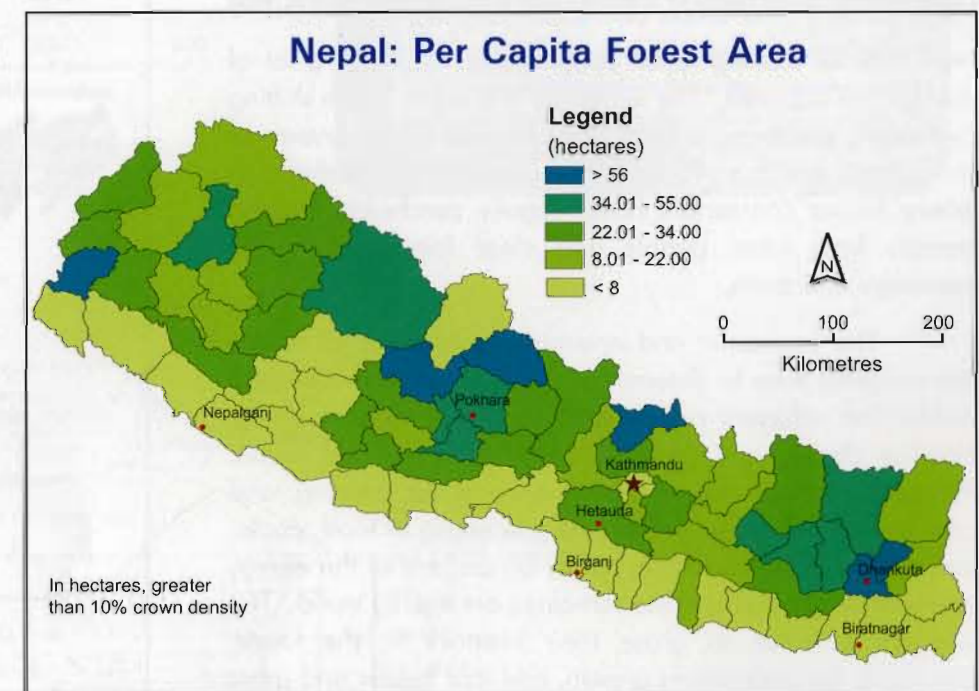 Nepal: Per Capita Forest Area
Legend
(hectares)
> 56
34.01 - 55.00
22.01 - 34.00
8.01 - 22.00
< 8
N
0 100 200
Kilometres
Pokhara
Nepalganj
Kathmandu
Hetauda
Birganj
Dhankuta
Biratnagar
In hectares, greater
than 10% crown density